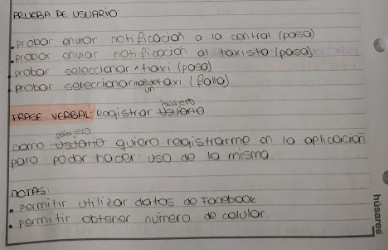 PRUEBA DE USUARIO
• probar enviar notificación a la central (pasa)
• probar enviar notificación al taxista (pasa)
• probar seleccionar taxi (pasa)
• probar seleccionar taxi (falla)
FRASE VERBAL: Registrar Usuario
pasajero
como usuario quiero registrarme en la aplicación
para poder hacer uso de la misma.
NOTAS:
• permitir utilizar datos de Facebook
• permitir obtener número de celular.
húsares